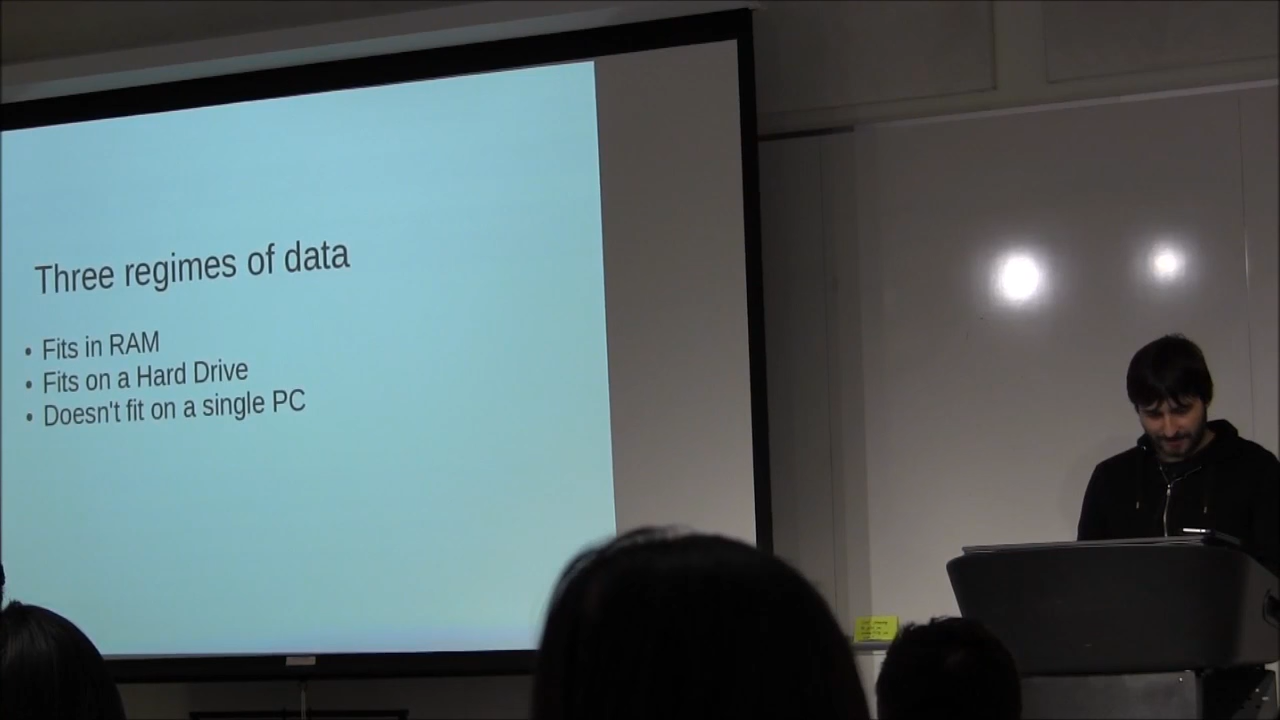 Three regimes of data
• Fits in RAM
• Fits on a Hard Drive
• Doesn't fit on a single PC